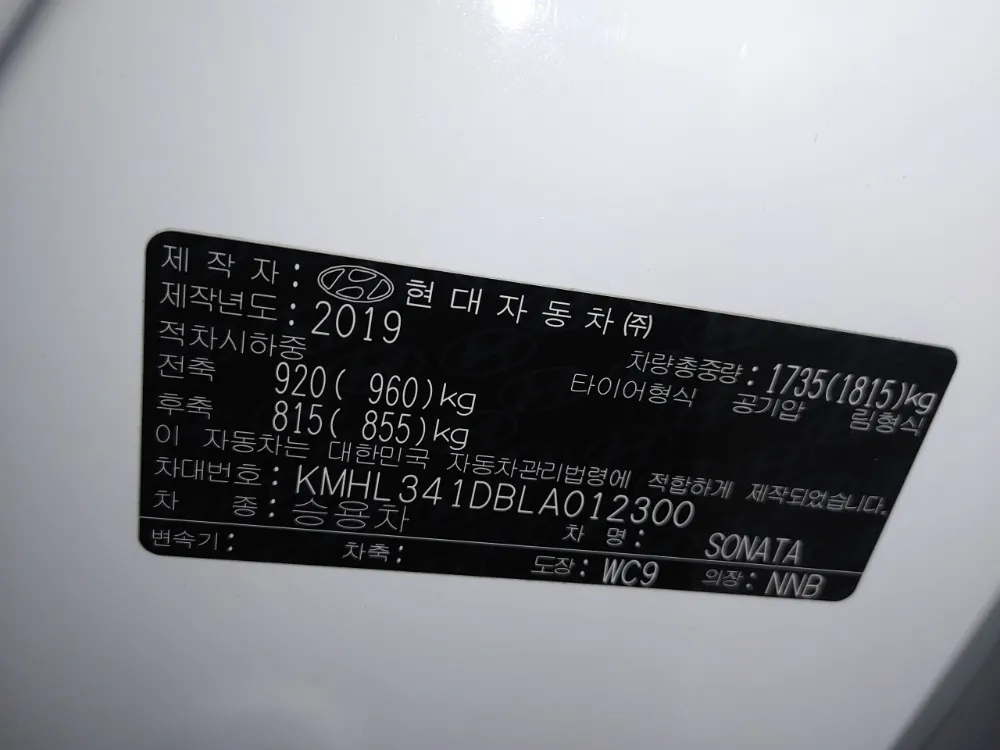 제 작 자 : 현 대 자 동 차 ㈜
제작년도 : 2019
적차시하중 차량총중량 : 1735(1815)kg
전축 920( 960)kg 타이어형식 공기압 림형식
후축 815( 855)kg
이 자동차는 대한민국 자동차관리법령에 적합하게 제작되었습니다.
차대번호 : KMHL341DBLA012300
차 종 : 승용차 차 명 : SONATA
변속기 : 차축 : 도장 : WC9 의장 : NNB